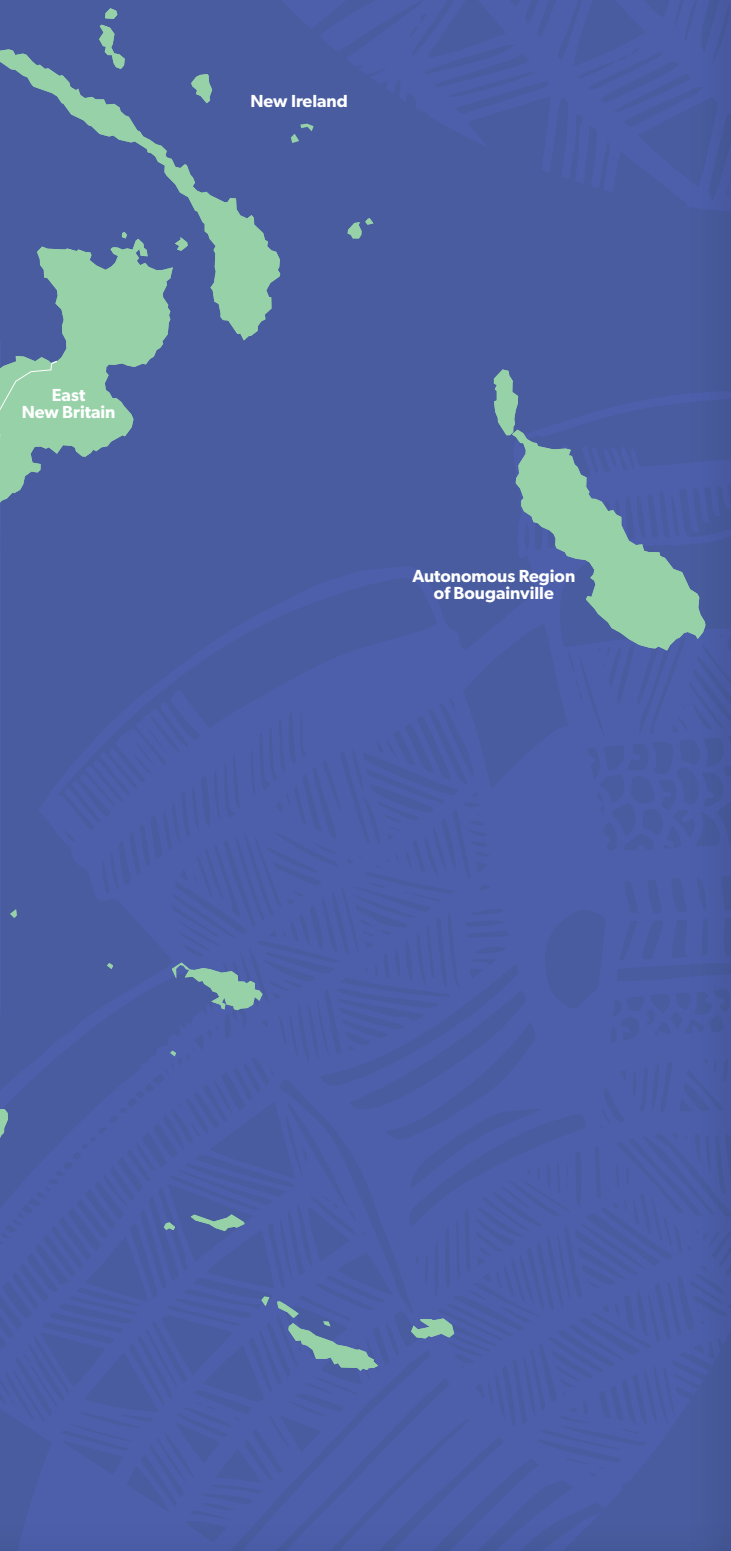 New Ireland
East
New Britain
Autonomous Region
of Bougainville